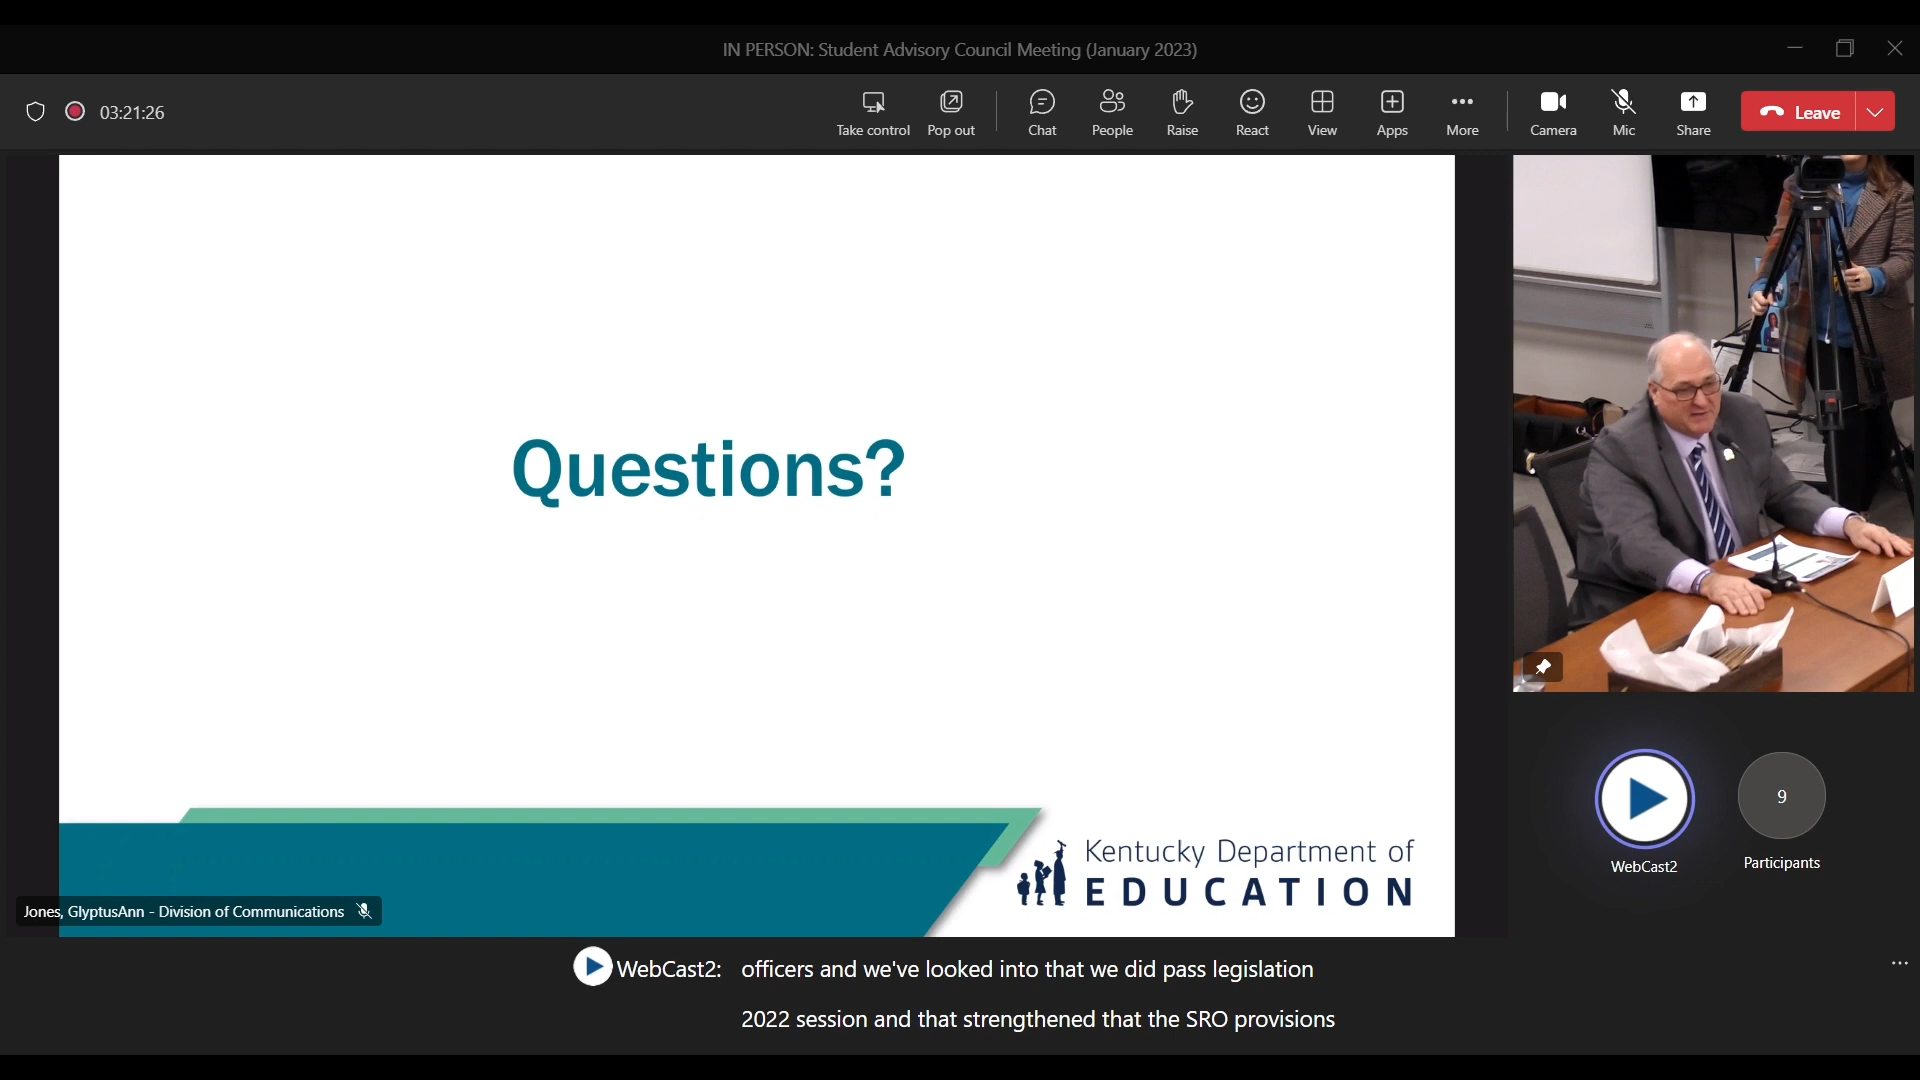 IN PERSON: Student Advisory Council Meeting (January 2023)
03:21:26
Take control
Pop out
Chat
People
Raise
React
View
Apps
More
Camera
Mic
Share
Leave
Questions?
Kentucky Department of
EDUCATION
Jones, GlyptusAnn - Division of Communications
9
WebCast2
Participants
WebCast2: officers and we've looked into that we did pass legislation
2022 session and that strengthened that the SRO provisions